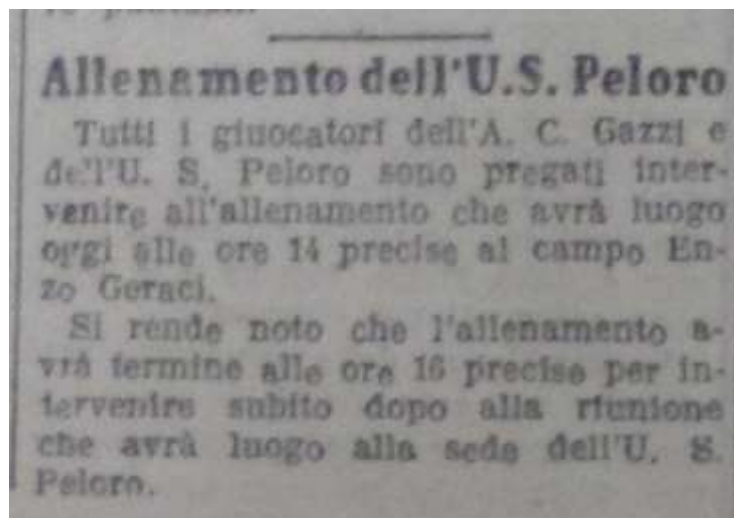 Allenamento dell'U.S. Peloro
Tutti i giuocatori dell'A. C. Gazzi e
dell'U. S. Peloro sono pregati inter-
venire all'allenamento che avrà luogo
oggi alle ore 14 precise al campo En-
zo Geraci.
Si rende noto che l'allenamento a-
vrà termine alle ore 16 precise per in-
tervenire subito dopo alla riunione
che avrà luogo alla sede dell'U. S.
Peloro.